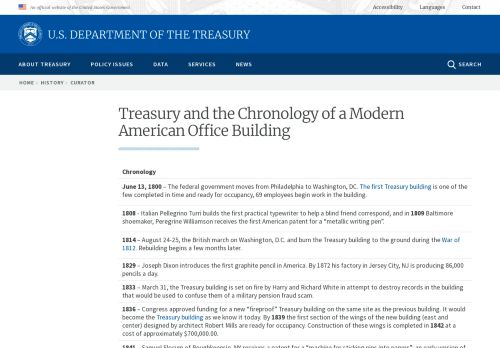 An official website of the United States Government
Accessibility Languages Contact
U.S. DEPARTMENT OF THE TREASURY
ABOUT TREASURY POLICY ISSUES DATA SERVICES NEWS SEARCH
HOME - HISTORY - CURATOR
Treasury and the Chronology of a Modern
American Office Building
Chronology
June 13, 1800 – The federal government moves from Philadelphia to Washington, DC. The first Treasury building is one of the
few completed in time and ready for occupancy, 69 employees begin work in the building.
1808 - Italian Pellegrino Turri builds the first practical typewriter to help a blind friend correspond, and in 1809 Baltimore
shoemaker, Peregrine Williamson receives the first American patent for a “metallic writing pen”.
1814 – August 24-25, the British march on Washington, D.C. and burn the Treasury building to the ground during the War of
1812. Rebuilding begins a few months later.
1829 – Joseph Dixon introduces the first graphite pencil in America. By 1872 his factory in Jersey City, NJ is producing 86,000
pencils a day.
1833 – March 31, the Treasury building is set on fire by Harry and Richard White in attempt to destroy records in the building
that would be used to confuse them of a military pension fraud scam.
1836 – Congress approved funding for a new “fireproof” Treasury building on the same site as the previous building. It would
become the Treasury building as we know it today. By 1839 the first section of the wings of the new building (east and
center) designed by architect Robert Mills are ready for occupancy. Construction of these wings is completed in 1842 at a
cost of approximately $700,000.00.